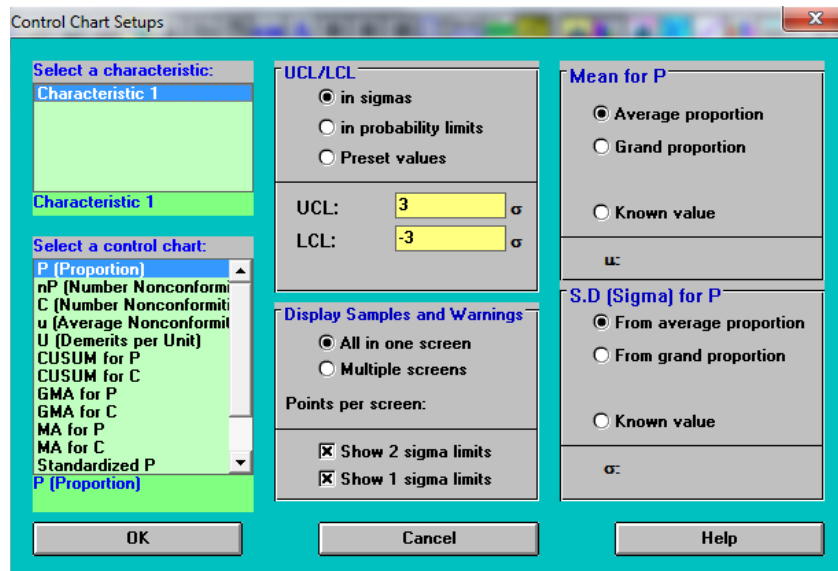 Control Chart Setups
Select a characteristic:
Characteristic 1
Characteristic 1
Select a control chart:
P (Proportion)
nP (Number Nonconformi
C (Number Nonconformiti
u (Average Nonconformit
U (Demerits per Unit)
CUSUM for P
CUSUM for C
GMA for P
GMA for C
MA for P
MA for C
Standardized P
P (Proportion)
UCL/LCL
in sigmas
in probability limits
Preset values
UCL: 3 σ
LCL: -3 σ
Display Samples and Warnings
All in one screen
Multiple screens
Points per screen:
Show 2 sigma limits
Show 1 sigma limits
Mean for P
Average proportion
Grand proportion
Known value
u:
S.D (Sigma) for P
From average proportion
From grand proportion
Known value
σ:
OK
Cancel
Help